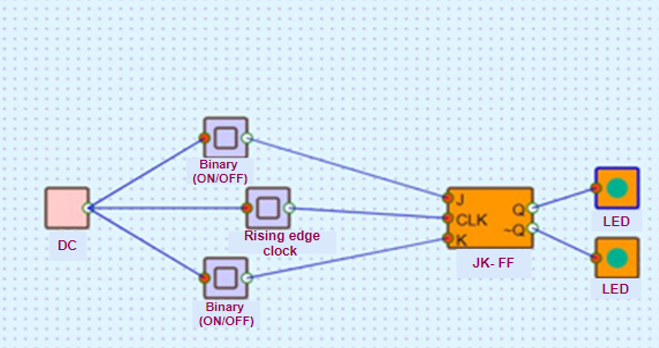 Binary
(ON/OFF)
DC
Rising edge
clock
Binary
(ON/OFF)
J
CLK
K
Q
~Q
JK- FF
LED
LED